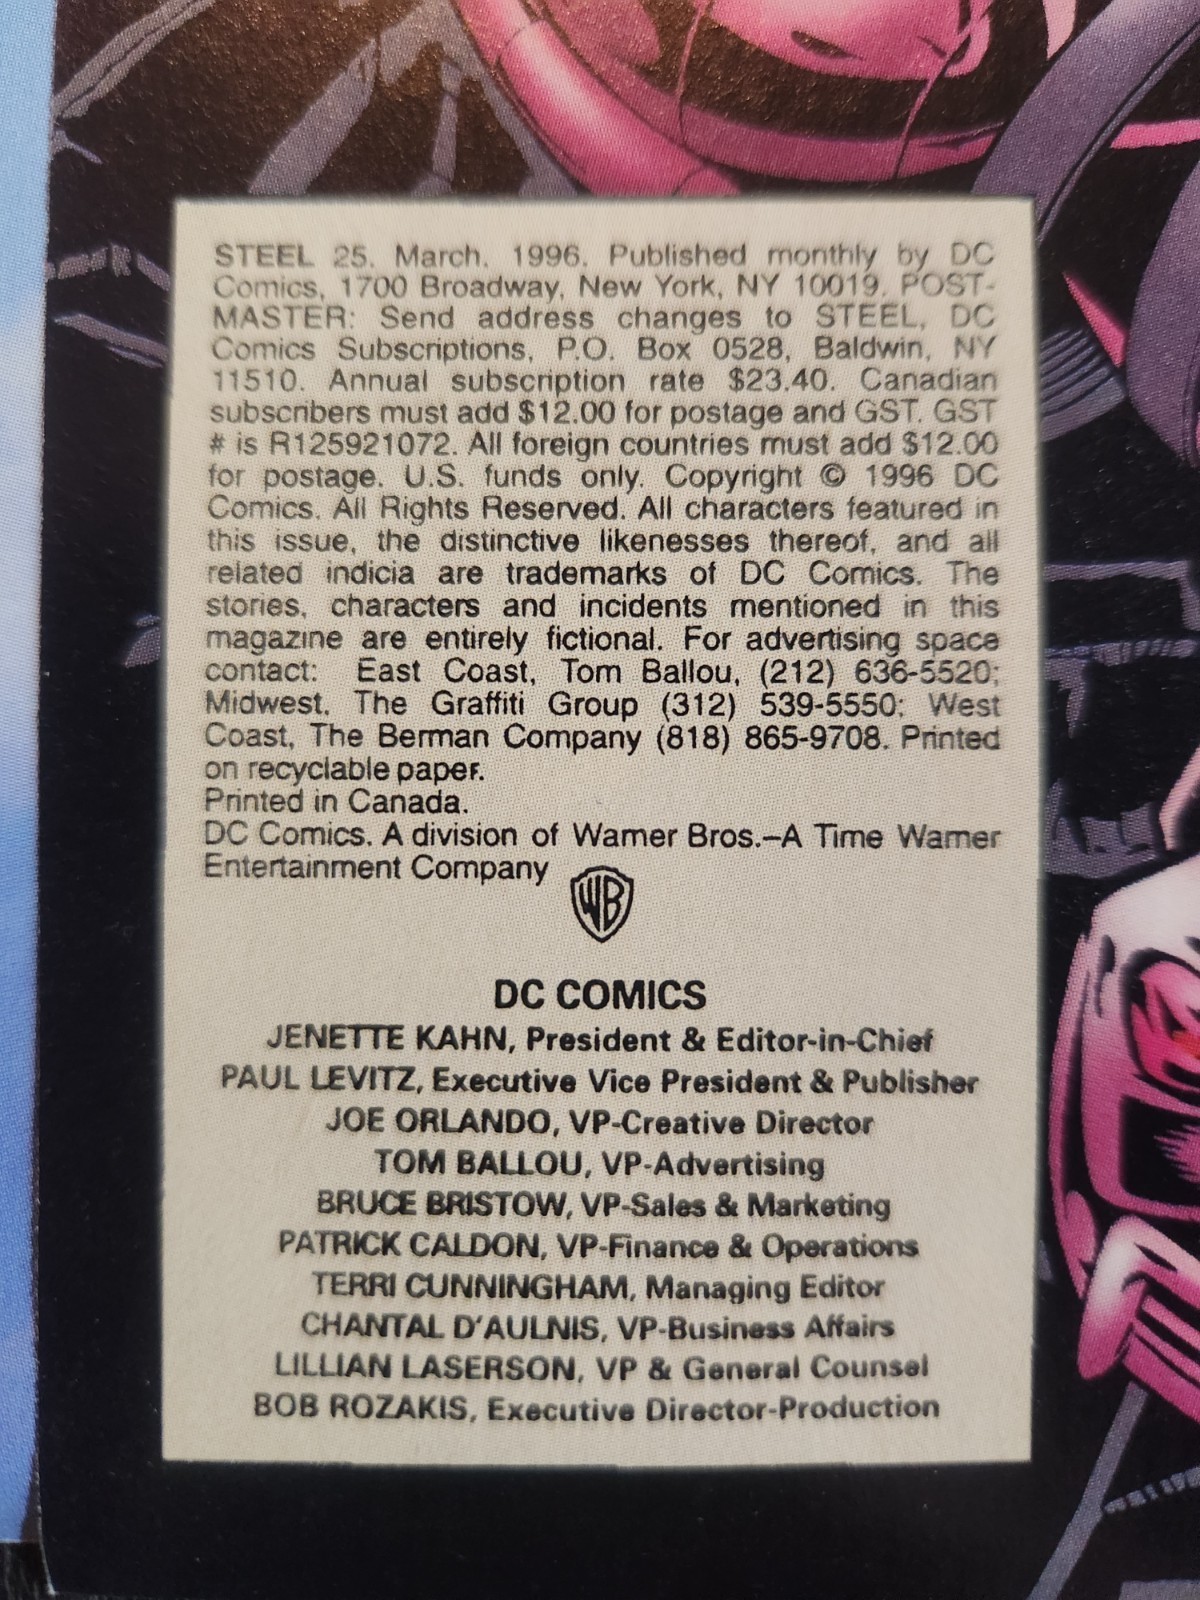 STEEL 25. March, 1996. Published monthly by DC
Comics, 1700 Broadway, New York, NY 10019. POST-
MASTER: Send address changes to STEEL, DC
Comics Subscriptions, P.O. Box 0528, Baldwin, NY
11510. Annual subscription rate $23.40. Canadian
subscribers must add $12.00 for postage and GST. GST
# is R125921072. All foreign countries must add $12.00
for postage. U.S. funds only. Copyright © 1996 DC
Comics. All Rights Reserved. All characters featured in
this issue, the distinctive likenesses thereof, and all
related indicia are trademarks of DC Comics. The
stories, characters and incidents mentioned in this
magazine are entirely fictional. For advertising space
contact: East Coast, Tom Ballou, (212) 636-5520;
Midwest, The Graffiti Group (312) 539-5550; West
Coast, The Berman Company (818) 865-9708. Printed
on recyclable paper.
Printed in Canada.
DC Comics. A division of Warner Bros.–A Time Warner
Entertainment Company
WB
DC COMICS
JENETTE KAHN, President & Editor-in-Chief
PAUL LEVITZ, Executive Vice President & Publisher
JOE ORLANDO, VP-Creative Director
TOM BALLOU, VP-Advertising
BRUCE BRISTOW, VP-Sales & Marketing
PATRICK CALDON, VP-Finance & Operations
TERRI CUNNINGHAM, Managing Editor
CHANTAL D'AULNIS, VP-Business Affairs
LILLIAN LASERSON, VP & General Counsel
BOB ROZAKIS, Executive Director-Production